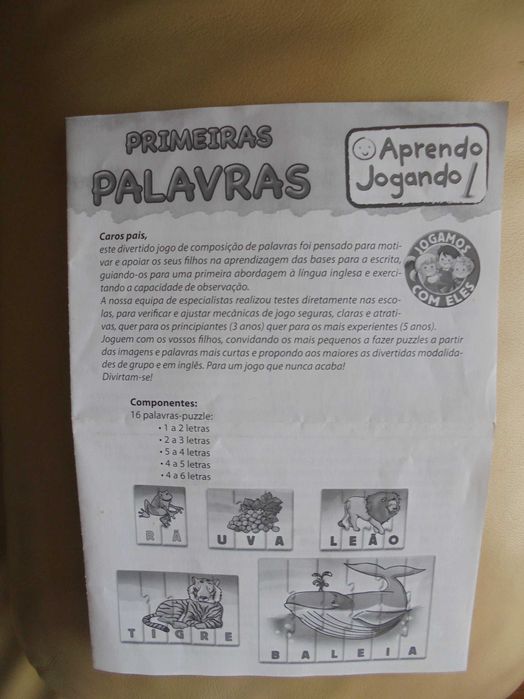 PRIMEIRAS
PALAVRAS
Aprendo
Jogando 1
Caros pais,
este divertido jogo de composição de palavras foi pensado para moti-
var e apoiar os seus filhos na aprendizagem das bases para a escrita,
guiando-os para uma primeira abordagem à língua inglesa e exerci-
tando a capacidade de observação.
A nossa equipa de especialistas realizou testes diretamente nas esco-
las, para verificar e ajustar mecânicas de jogo seguras, claras e atrati-
vas, quer para os principiantes (3 anos) quer para os mais experientes (5 anos).
Joguem com os vossos filhos, convidando os mais pequenos a fazer puzzles a partir
das imagens e palavras mais curtas e propondo aos maiores as divertidas modalida-
des de grupo e em inglês. Para um jogo que nunca acaba!
Divirtam-se!
JOGAMOS
COM ELES
Componentes:
16 palavras-puzzle:
• 1 a 2 letras
• 2 a 3 letras
• 5 a 4 letras
• 4 a 5 letras
• 4 a 6 letras
RÃ
UVA
LEÃO
TIGRE
BALEIA